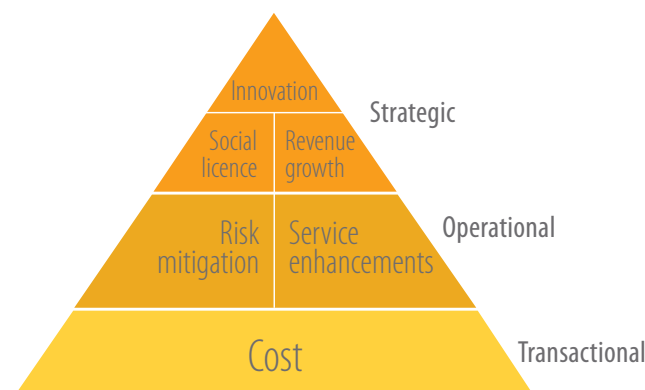 Innovation
Strategic
Social
licence
Revenue
growth
Operational
Risk
mitigation
Service
enhancements
Cost
Transactional